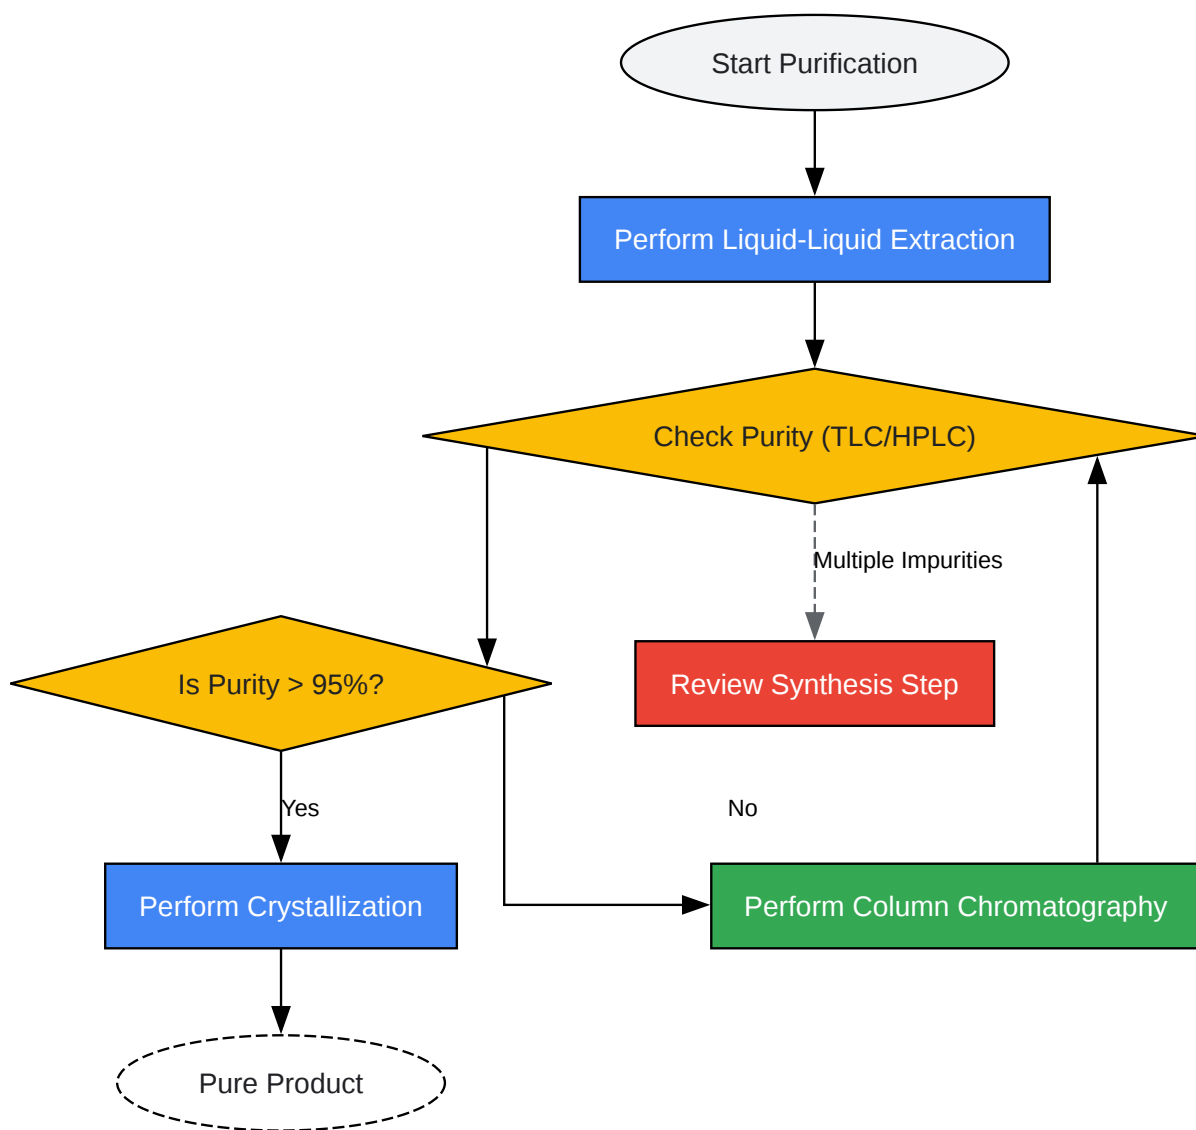 Start Purification
Perform Liquid-Liquid Extraction
Check Purity (TLC/HPLC)
Multiple Impurities
Is Purity > 95%?
Review Synthesis Step
Yes
No
Perform Crystallization
Perform Column Chromatography
Pure Product